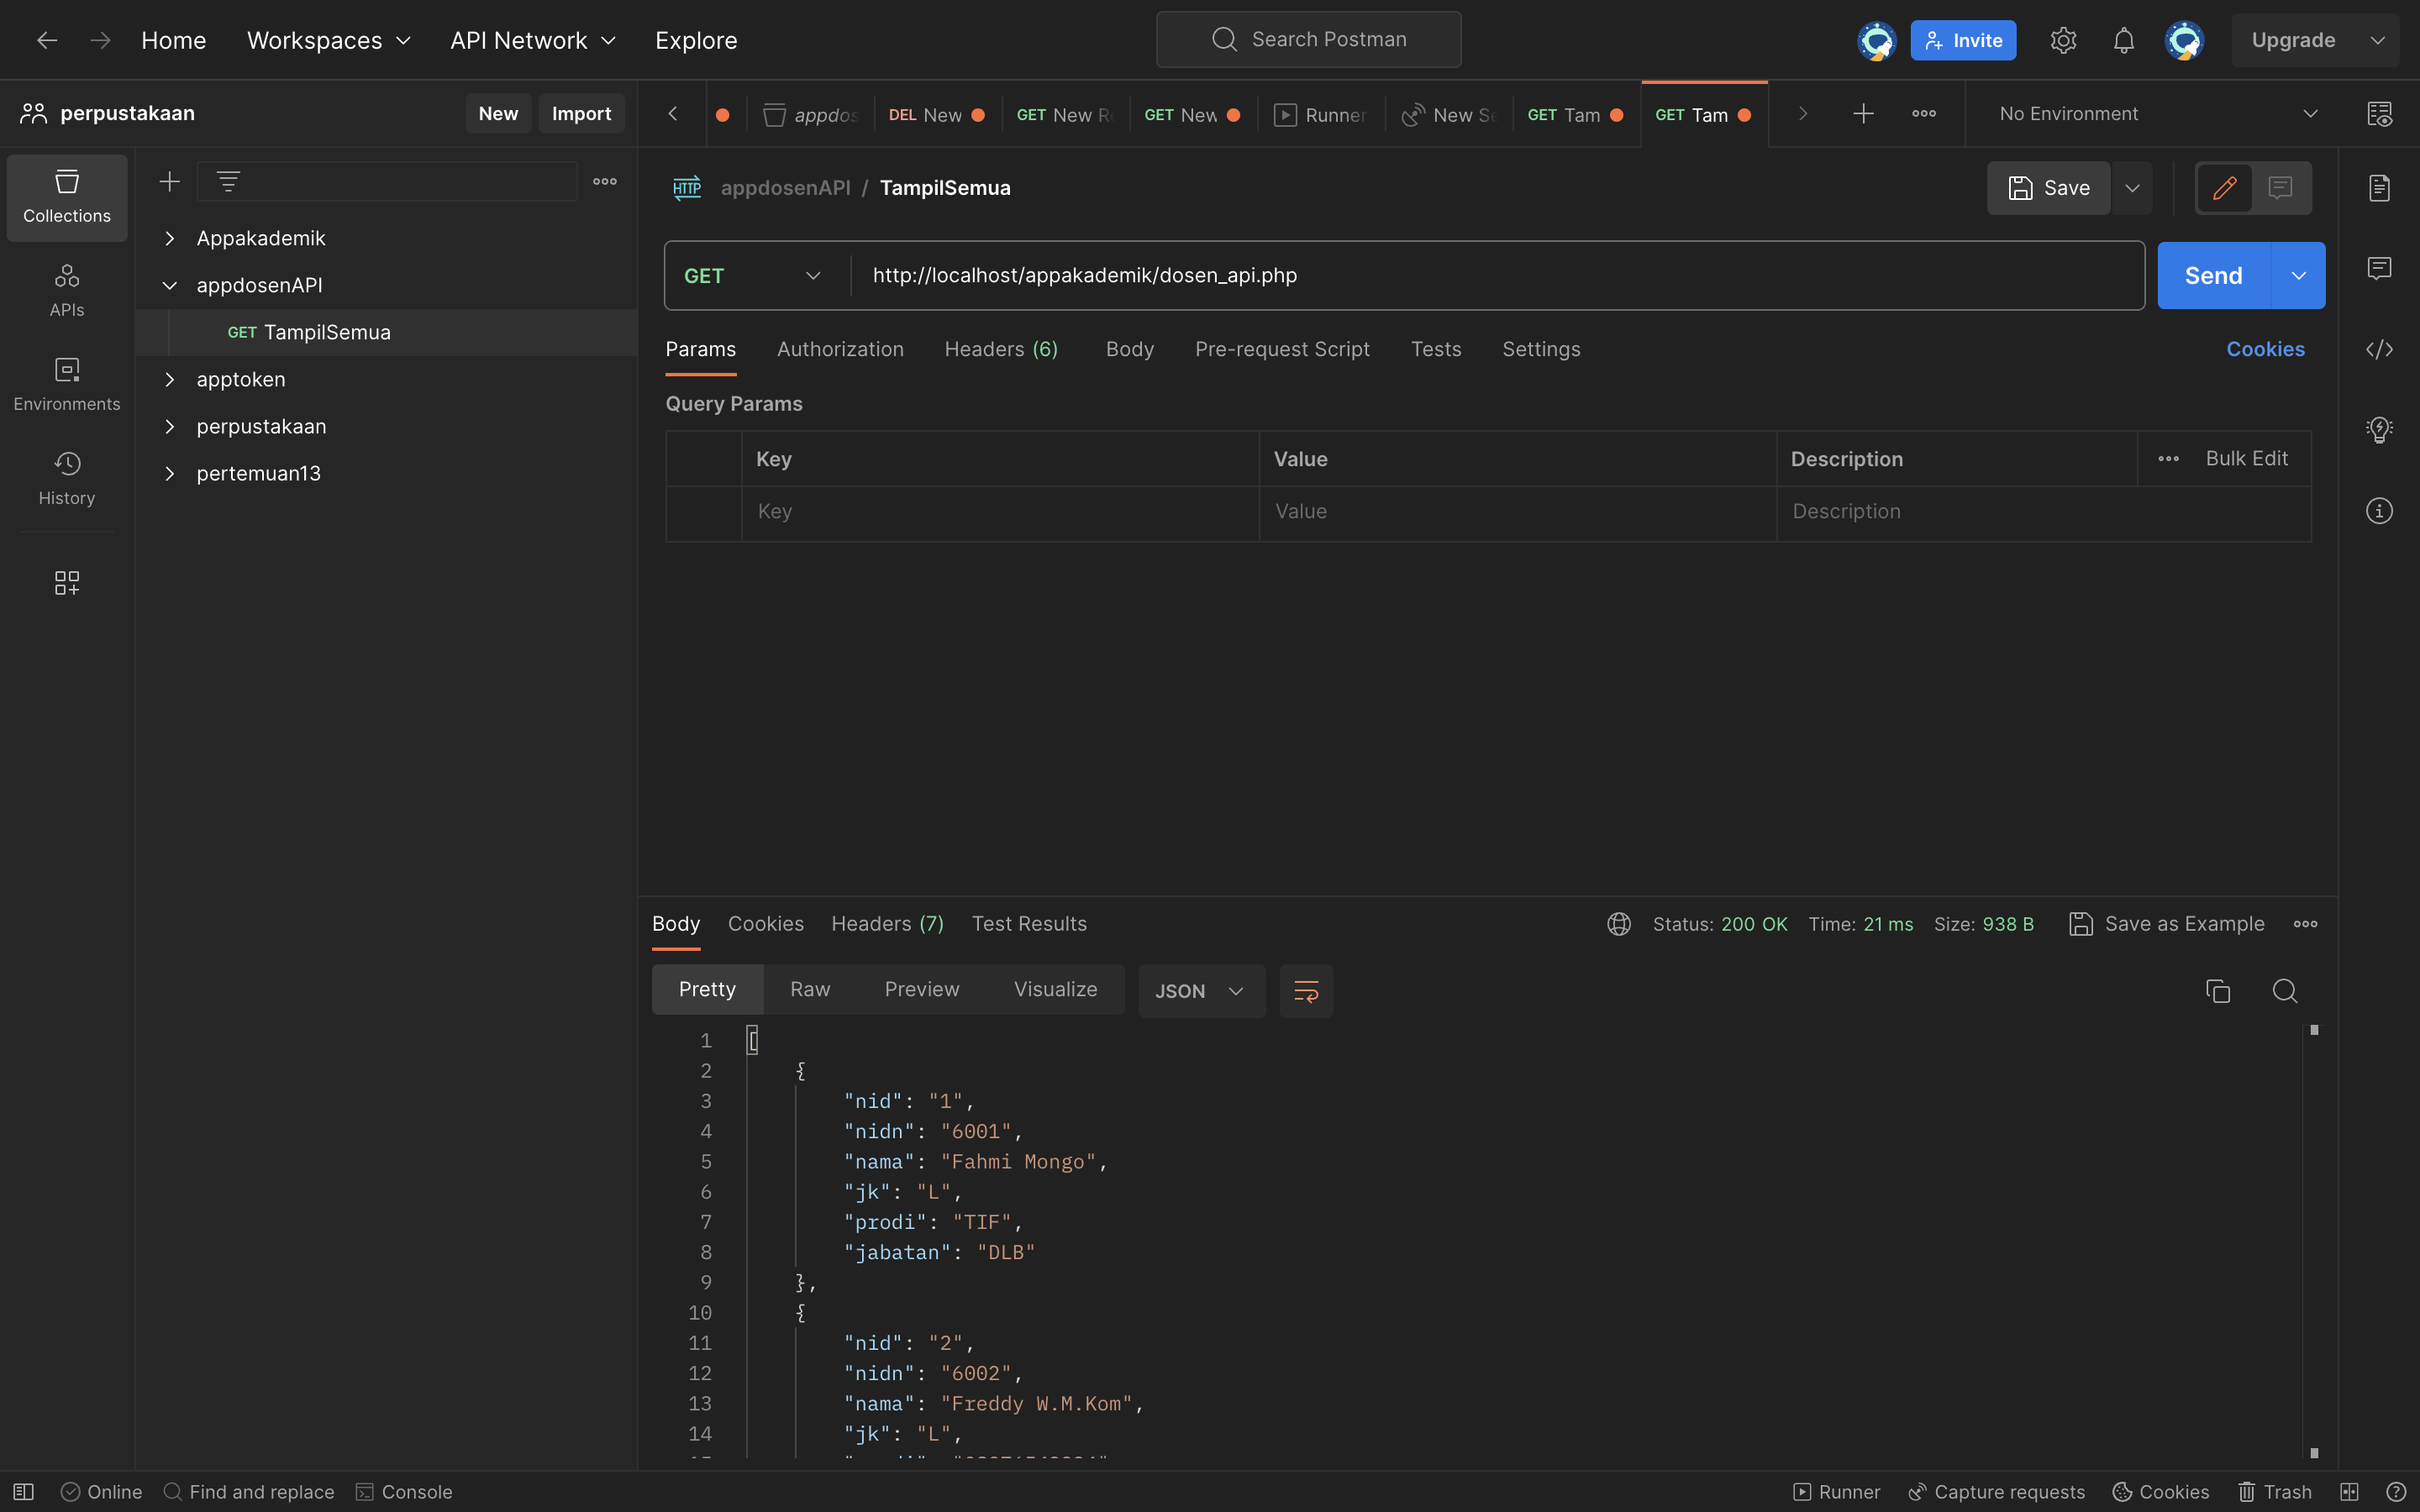 Home Workspaces API Network Explore Search Postman Invite Upgrade
perpustakaan New Import
appdos DEL New GET New Re GET New Runner New Se GET Tam GET Tam No Environment
Collections
APIs
Environments
History
Appakademik
appdosenAPI
GET TampilSemua
apptoken
perpustakaan
pertemuan13
HTTP appdosenAPI / TampilSemua Save
GET http://localhost/appakademik/dosen_api.php Send
Params Authorization Headers (6) Body Pre-request Script Tests Settings Cookies
Query Params
Key Value Description Bulk Edit
Key Value Description
Body Cookies Headers (7) Test Results Status: 200 OK Time: 21 ms Size: 938 B Save as Example
Pretty Raw Preview Visualize JSON
1 [
2 {
3 "nid": "1",
4 "nidn": "6001",
5 "nama": "Fahmi Mongo",
6 "jk": "L",
7 "prodi": "TIF",
8 "jabatan": "DLB"
9 },
10 {
11 "nid": "2",
12 "nidn": "6002",
13 "nama": "Freddy W.M.Kom",
14 "jk": "L",
Online Find and replace Console Runner Capture requests Cookies Trash